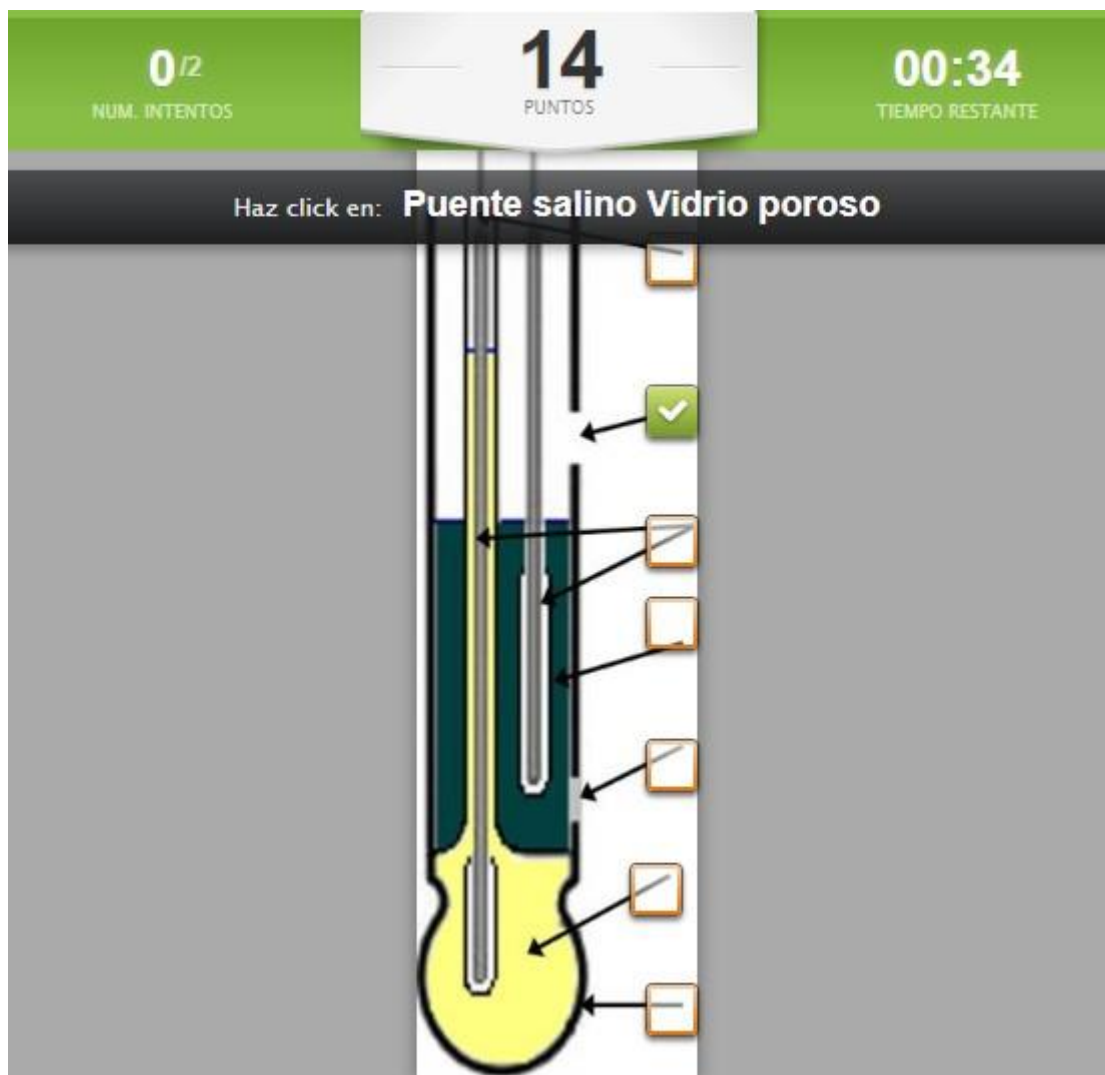 0/2
NUM. INTENTOS
14
PUNTOS
00:34
TIEMPO RESTANTE
Haz click en: Puente salino Vidrio poroso